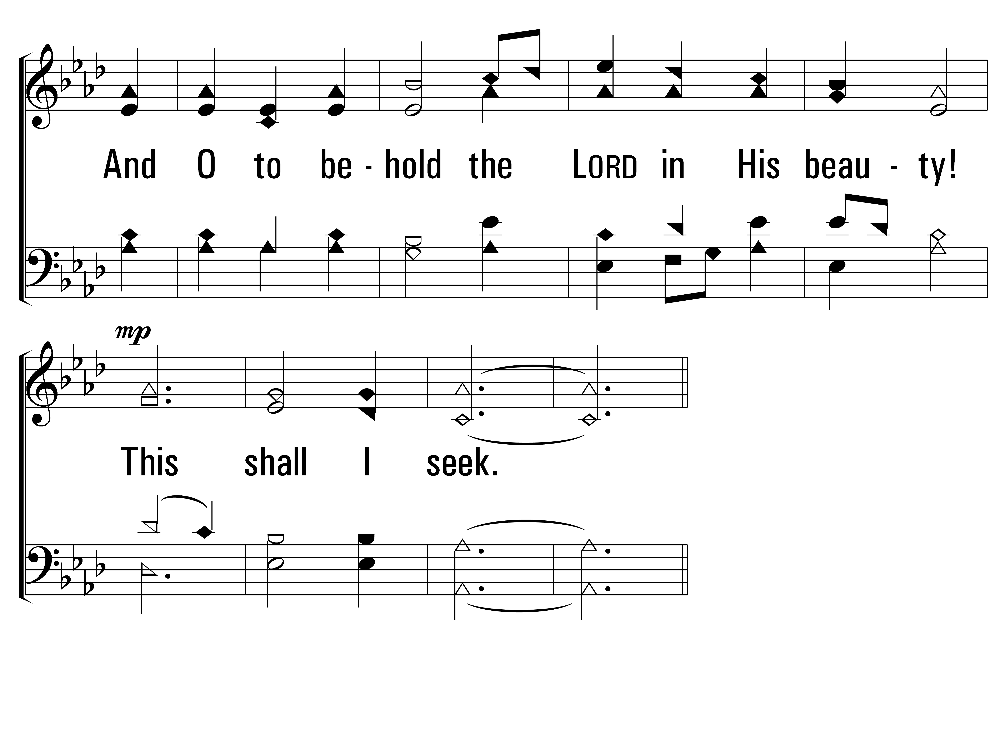 And O to be - hold the LORD in His beau - ty!
mp
This shall I seek.